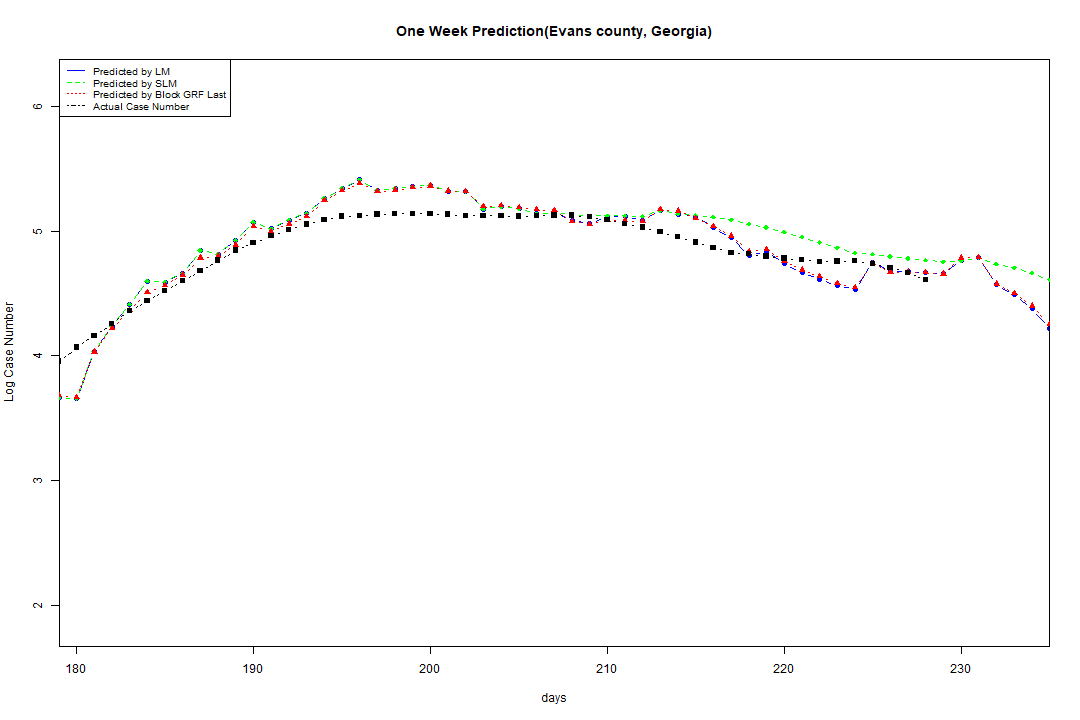 One Week Prediction(Evans county, Georgia)
Predicted by LM
Predicted by SLM
Predicted by Block GRF Last
Actual Case Number
6
5
4
3
2
Log Case Number
180 190 200 210 220 230
days